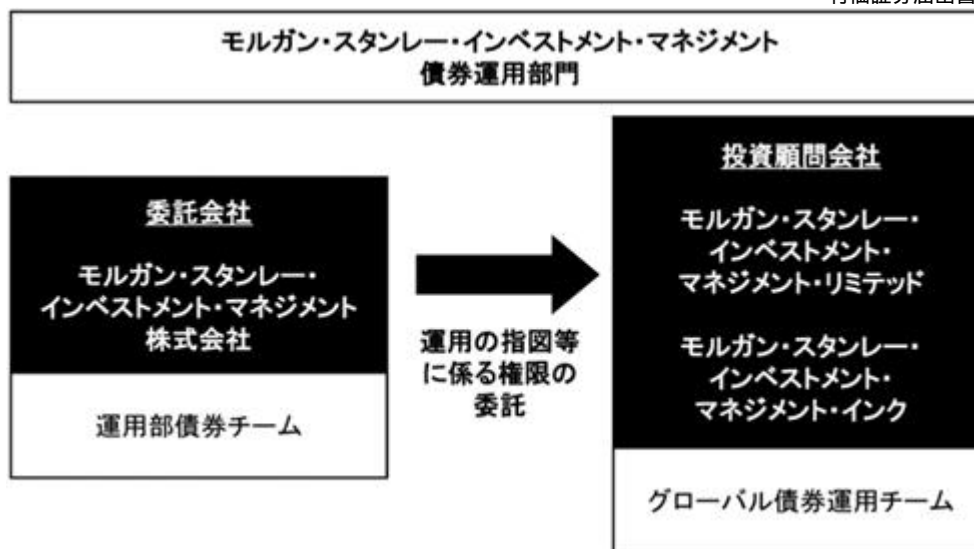 モルガン・スタンレー・インベストメント・マネジメント
債券運用部門
委託会社
モルガン・スタンレー・
インベストメント・マネジメント
株式会社
運用部債券チーム
運用の指図等
に係る権限の
委託
投資顧問会社
モルガン・スタンレー・
インベストメント・
マネジメント・リミテッド
モルガン・スタンレー・
インベストメント・
マネジメント・インク
グローバル債券運用チーム